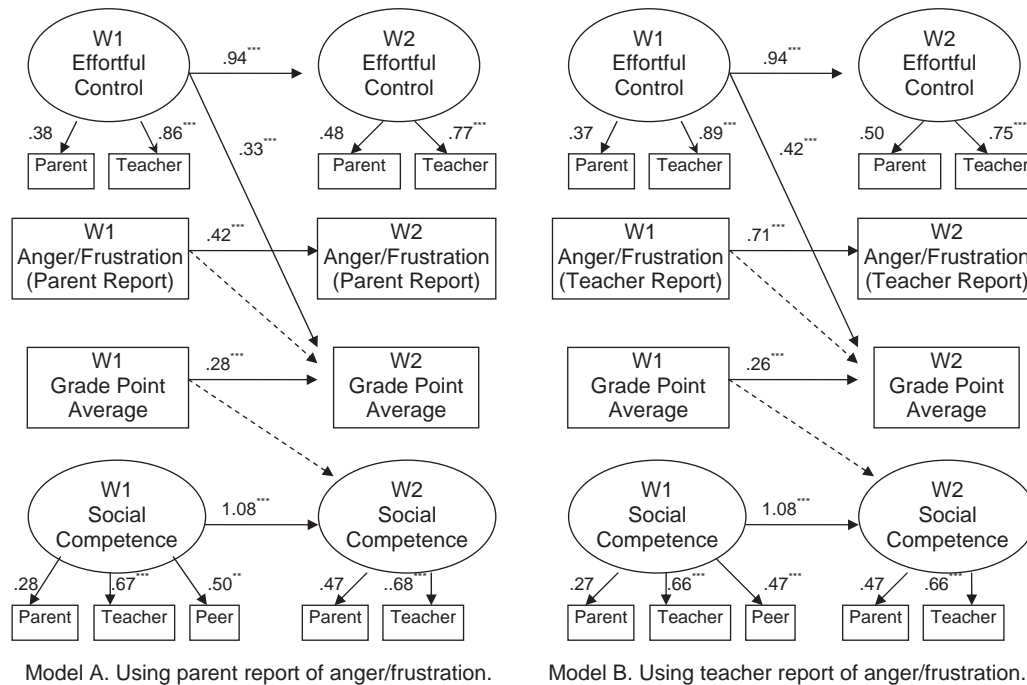 W1
Effortful
Control
.94***
W2
Effortful
Control
.38
.86***
.33***
.48
.77***
Parent
Teacher
Parent
Teacher
W1
Anger/Frustration
(Parent Report)
.42***
W2
Anger/Frustration
(Parent Report)
W1
Grade Point
Average
.28***
W2
Grade Point
Average
W1
Social
Competence
1.08***
W2
Social
Competence
.28
.67***
.50**
.47
..68***
Parent
Teacher
Peer
Parent
Teacher
Model A. Using parent report of anger/frustration.
W1
Effortful
Control
.94***
W2
Effortful
Control
.37
.89***
.42***
.50
.75***
Parent
Teacher
Parent
Teacher
W1
Anger/Frustration
(Teacher Report)
.71***
W2
Anger/Frustration
(Teacher Report)
W1
Grade Point
Average
.26***
W2
Grade Point
Average
W1
Social
Competence
1.08***
W2
Social
Competence
.27
.66***
.47***
.47
.66***
Parent
Teacher
Peer
Parent
Teacher
Model B. Using teacher report of anger/frustration.